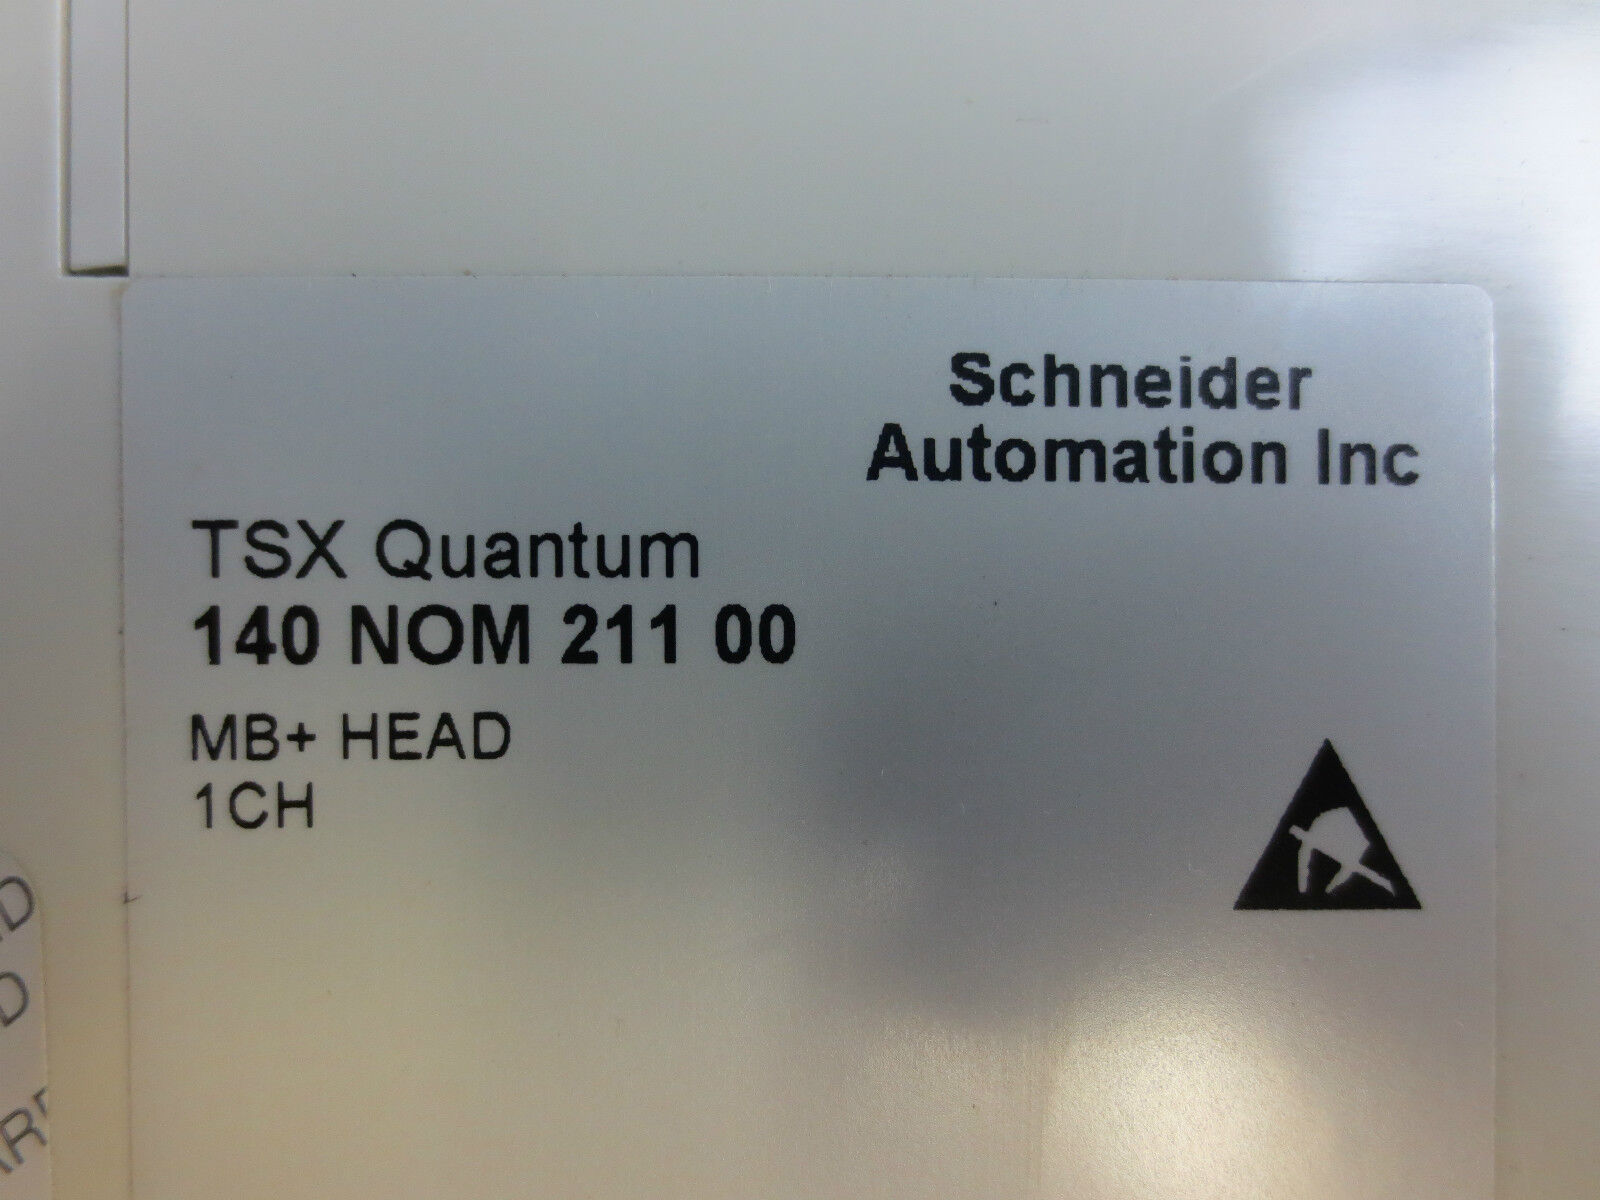 Schneider
Automation Inc
TSX Quantum
140 NOM 211 00
MB+ HEAD
1CH